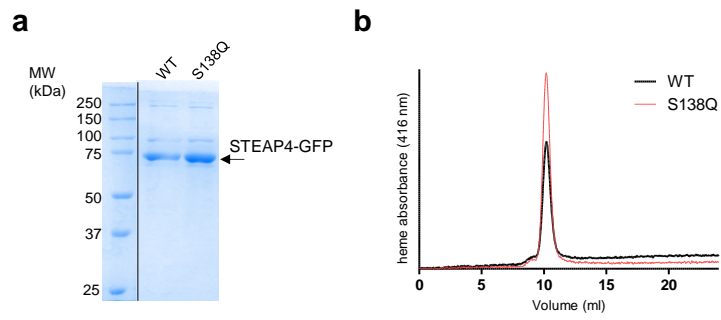 a
MW
(kDa)
WT
S138Q
250
150
100
75
50
37
25
STEAP4-GFP
b
heme absorbance (416 nm)
WT
S138Q
0
5
10
15
20
Volume (ml)